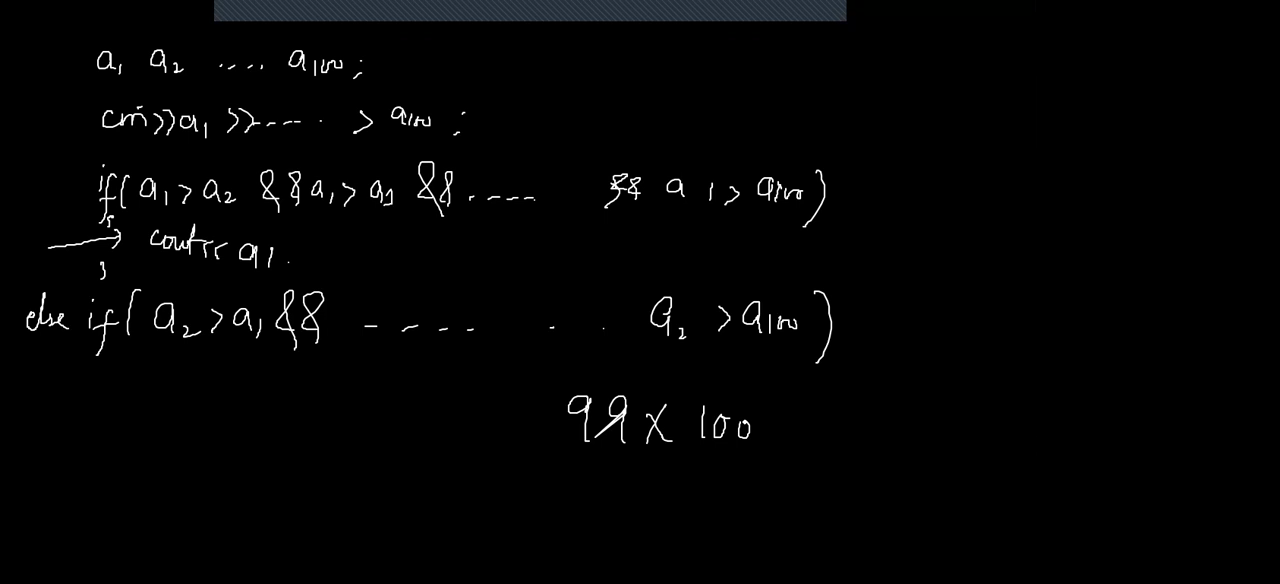 a1 a2 .... a100;
cin>>a1 >>---- . > a100 ;
if( a1 > a2 && a1 > a3 && .---- && a 1 > a100 )
{
cout<< a1 .
}
else if( a2 > a1 && - ---- . . . a2 > a100 )
99 x 100